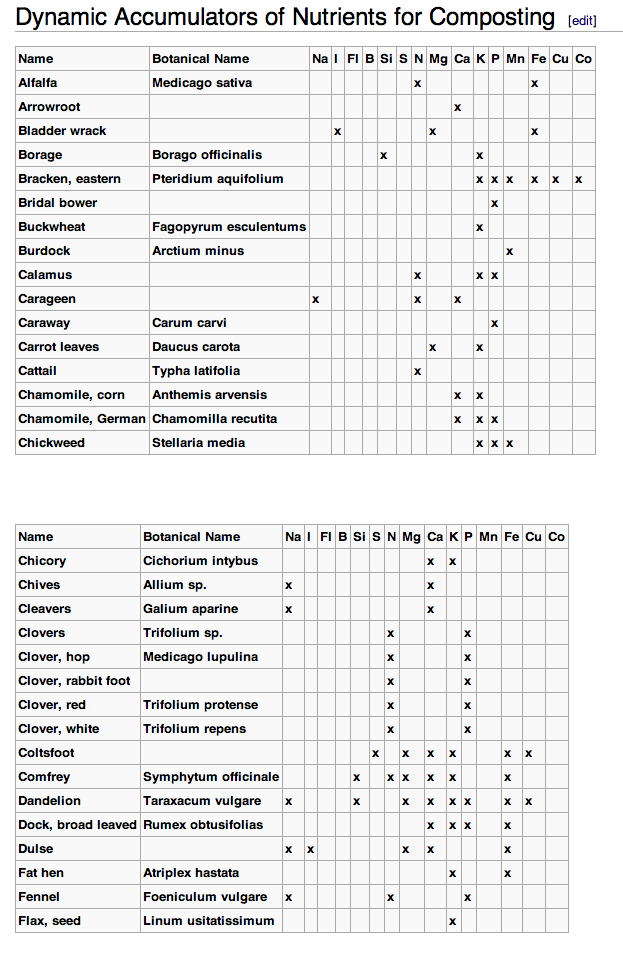 Dynamic Accumulators of Nutrients for Composting [edit]
Name Botanical Name Na I Fl B Si S N Mg Ca K P Mn Fe Cu Co
Alfalfa Medicago sativa x x
Arrowroot x
Bladder wrack x x x
Borage Borago officinalis x x
Bracken, eastern Pteridium aquifolium x x x x x x
Bridal bower x
Buckwheat Fagopyrum esculentums x
Burdock Arctium minus x
Calamus x x x
Carageen x x x
Caraway Carum carvi x
Carrot leaves Daucus carota x x
Cattail Typha latifolia x
Chamomile, corn Anthemis arvensis x x
Chamomile, German Chamomilla recutita x x x
Chickweed Stellaria media x x x
Name Botanical Name Na I Fl B Si S N Mg Ca K P Mn Fe Cu Co
Chicory Cichorium intybus x x
Chives Allium sp. x x
Cleavers Galium aparine x x
Clovers Trifolium sp. x x
Clover, hop Medicago lupulina x x
Clover, rabbit foot x x
Clover, red Trifolium protense x x
Clover, white Trifolium repens x x
Coltsfoot x x x x x x
Comfrey Symphytum officinale x x x x x x
Dandelion Taraxacum vulgare x x x x x x x x
Dock, broad leaved Rumex obtusifolias x x x x
Dulse x x x x x
Fat hen Atriplex hastata x x
Fennel Foeniculum vulgare x x x
Flax, seed Linum usitatissimum x